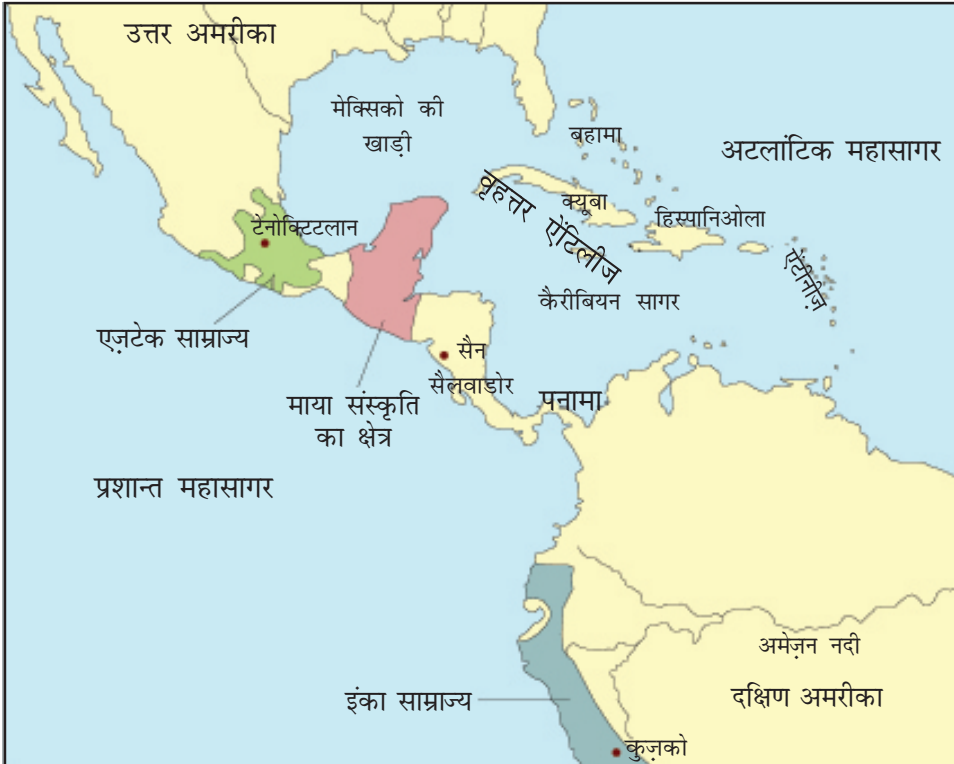 उत्तर अमरीका
मेक्सिको की
खाड़ी
बहामा
अटलांटिक महासागर
वृहत्तर ऐंटिलीज
क्यूबा
हिस्पानिओला
टेनोक्टिटलान
ऐंटीनीज़
कैरीबियन सागर
एज़टेक साम्राज्य
सैन
सैलवाडोर
माया संस्कृति
का क्षेत्र
पनामा
प्रशान्त महासागर
अमेज़न नदी
दक्षिण अमरीका
इंका साम्राज्य
कुज़को